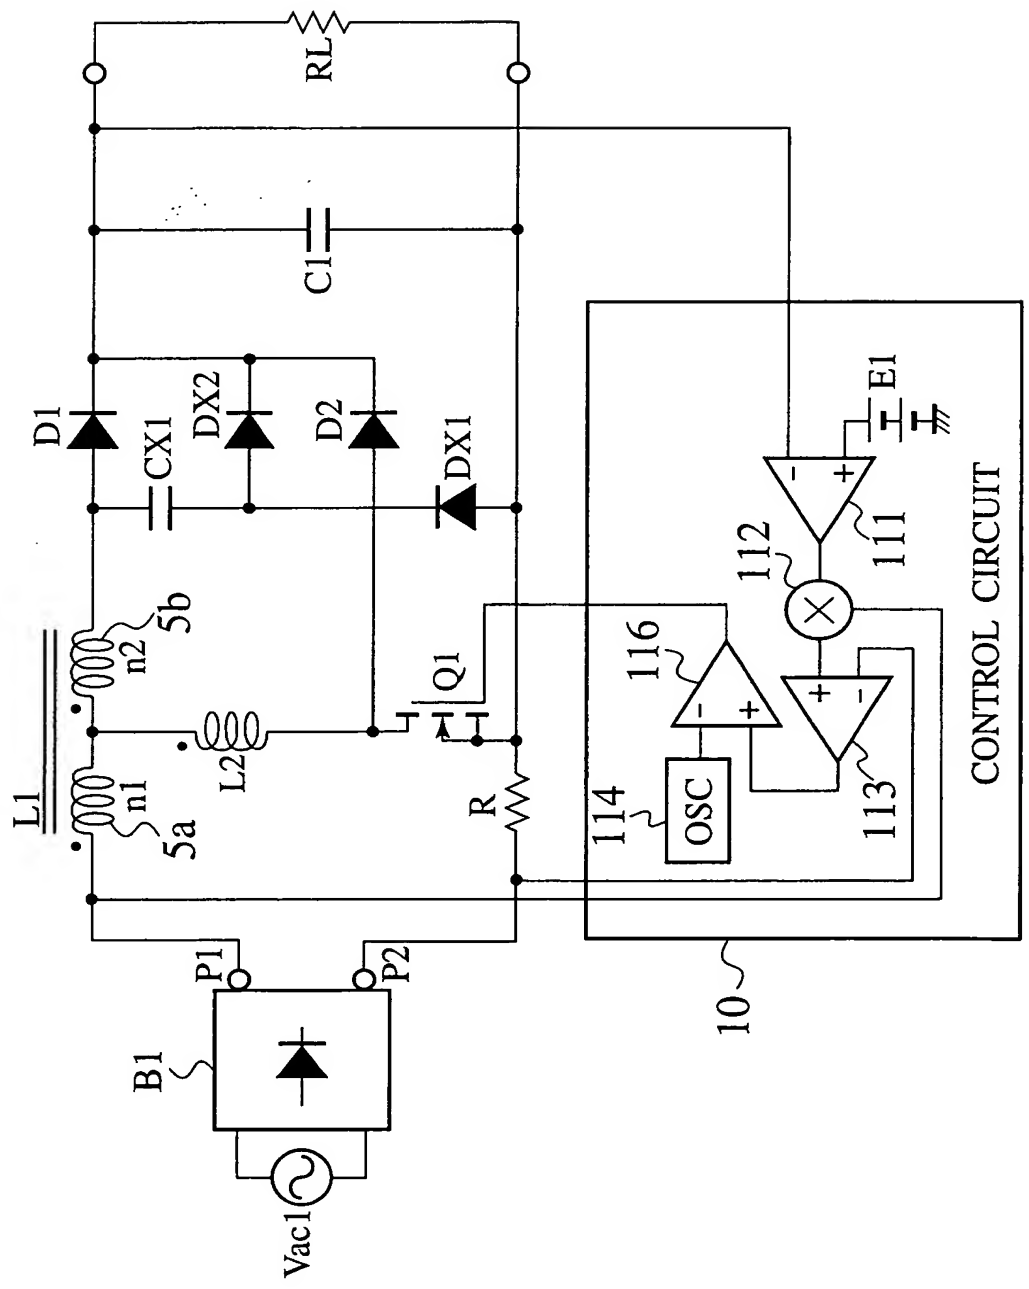 L1
5a
n1
n2
5b
D1
CX1
DX2
D2
DX1
C1
RL
L2
Q1
R
P1
P2
B1
Vac1
10
OSC
114
116
-
+
113
+
-
112
×
111
-
+
E1
CONTROL CIRCUIT